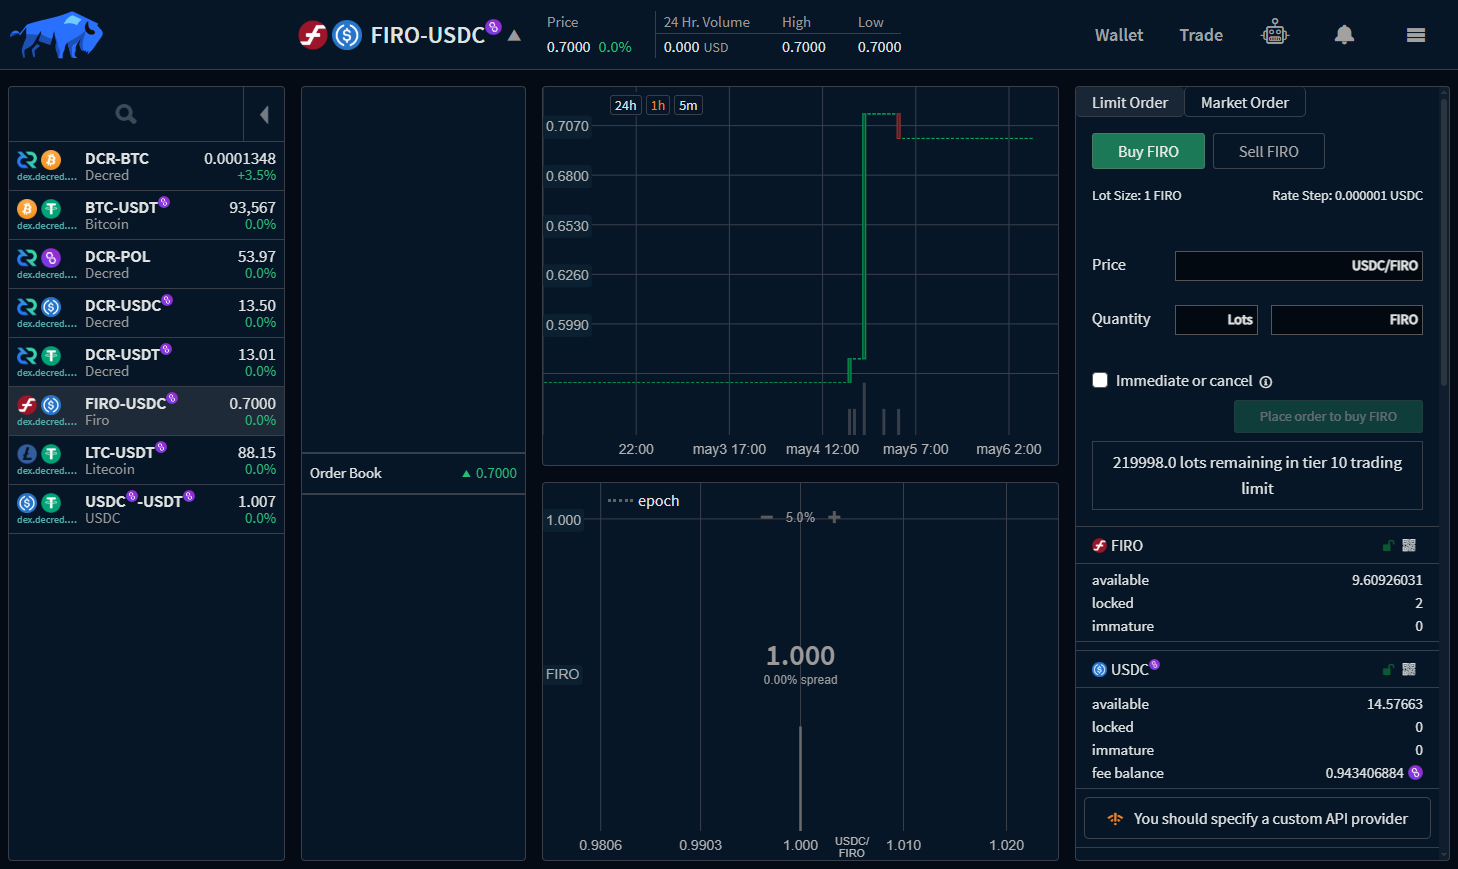 FIRO-USDC
Price
0.7000 0.0%
24 Hr. Volume High Low
0.000 USD 0.7000 0.7000
Wallet Trade
DCR-BTC 0.0001348
dex.decred.... Decred +3.5%
BTC-USDT 93,567
dex.decred.... Bitcoin 0.0%
DCR-POL 53.97
dex.decred.... Decred 0.0%
DCR-USDC 13.50
dex.decred.... Decred 0.0%
DCR-USDT 13.01
dex.decred.... Decred 0.0%
FIRO-USDC 0.7000
dex.decred.... Firo 0.0%
LTC-USDT 88.15
dex.decred.... Litecoin 0.0%
USDC-USDT 1.007
dex.decred.... USDC 0.0%
Order Book 0.7000
24h 1h 5m
0.7070
0.6800
0.6530
0.6260
0.5990
22:00 may3 17:00 may4 12:00 may5 7:00 may6 2:00
epoch
5.0%
1.000
FIRO
1.000
0.00% spread
0.9806 0.9903 1.000 USDC/ FIRO 1.010 1.020
Limit Order Market Order
Buy FIRO Sell FIRO
Lot Size: 1 FIRO Rate Step: 0.000001 USDC
Price USDC/FIRO
Quantity Lots FIRO
Immediate or cancel
Place order to buy FIRO
219998.0 lots remaining in tier 10 trading
limit
FIRO
available 9.60926031
locked 2
immature 0
USDC
available 14.57663
locked 0
immature 0
fee balance 0.943406884
You should specify a custom API provider